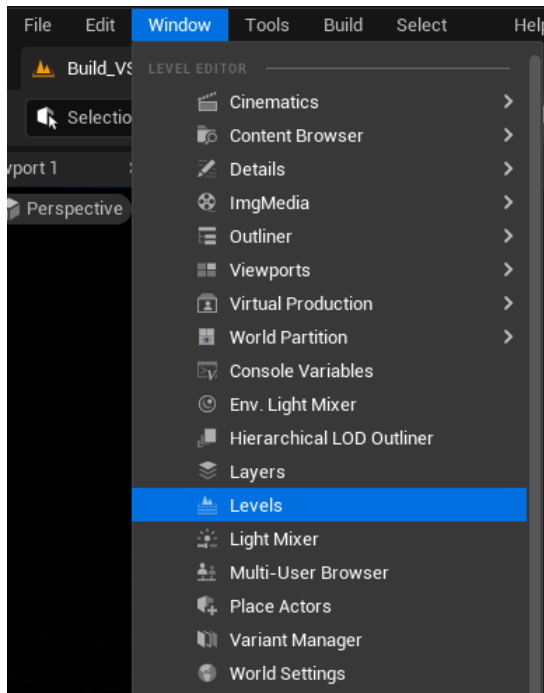 File Edit Window Tools Build Select Help
Build_VS
LEVEL EDITOR
Selectio
vport 1
Perspective
Cinematics
Content Browser
Details
ImgMedia
Outliner
Viewports
Virtual Production
World Partition
Console Variables
Env. Light Mixer
Hierarchical LOD Outliner
Layers
Levels
Light Mixer
Multi-User Browser
Place Actors
Variant Manager
World Settings